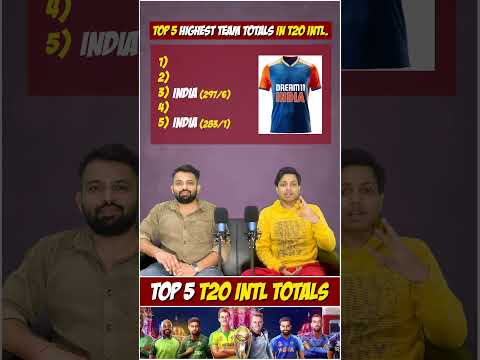 TOP 5 HIGHEST TEAM TOTALS IN T20 INTL.
1)
2)
3) INDIA (297/6)
4)
5) INDIA (283/1)
DREAM11
INDIA
TOP 5 T20 INTL TOTALS